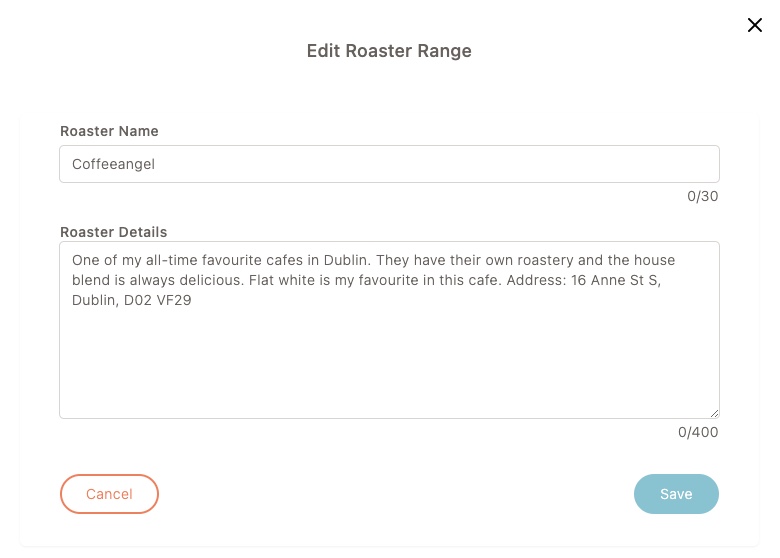 Edit Roaster Range
Roaster Name
Coffeeangel
0/30
Roaster Details
One of my all-time favourite cafes in Dublin. They have their own roastery and the house
blend is always delicious. Flat white is my favourite in this cafe. Address: 16 Anne St S,
Dublin, D02 VF29
0/400
Cancel
Save